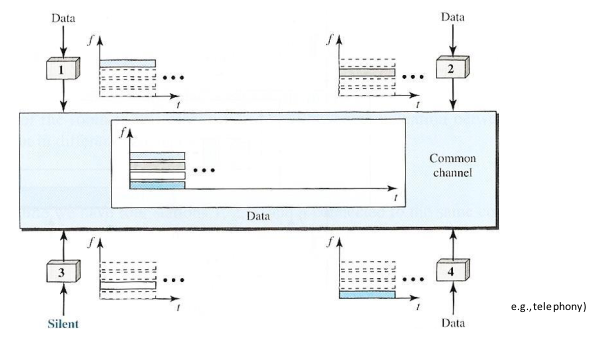 Data
Data
f
f
1
2
t
t
f
Common
channel
t
Data
f
f
3
4
t
t
e.g., telephony)
Silent
Data